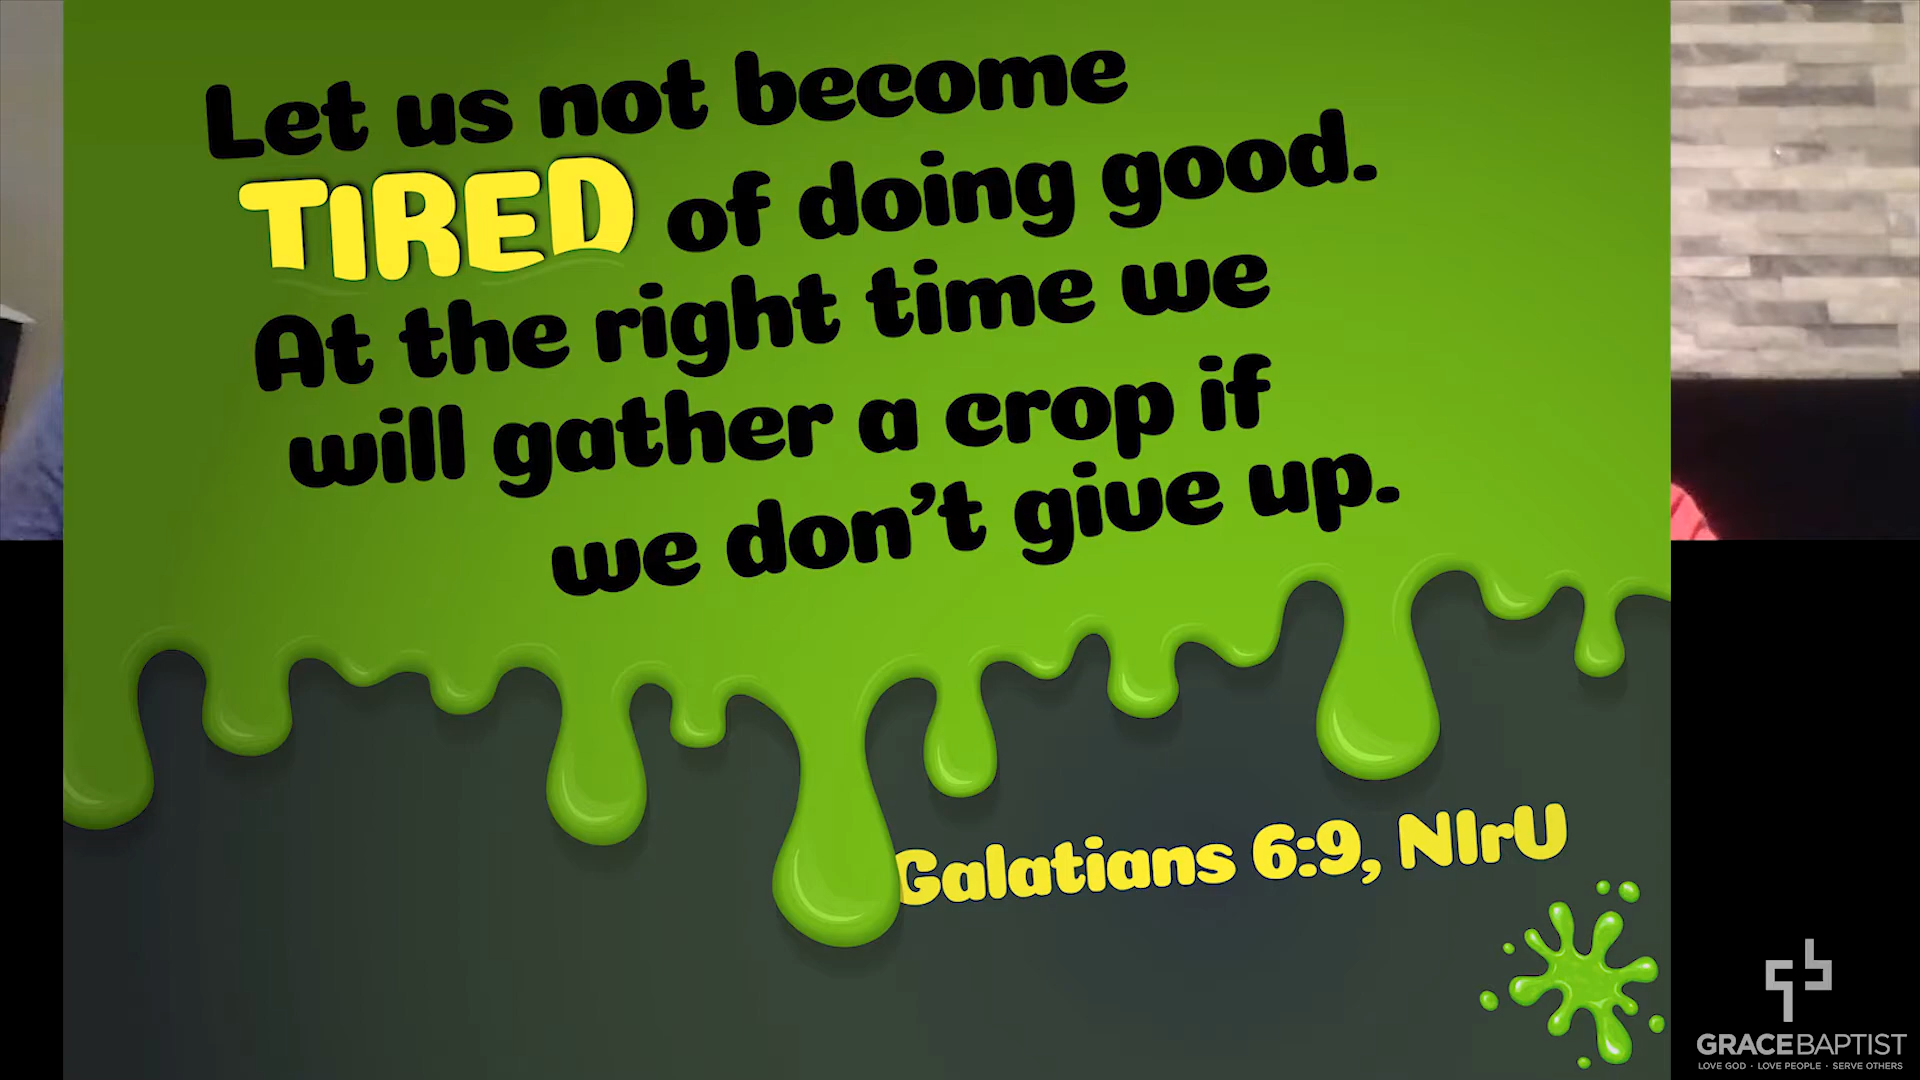 Let us not become
TIRED of doing good.
At the right time we
will gather a crop if
we don't give up.
Galatians 6:9, NIrU
GRACEBAPTIST
LOVE GOD · LOVE PEOPLE · SERVE OTHERS